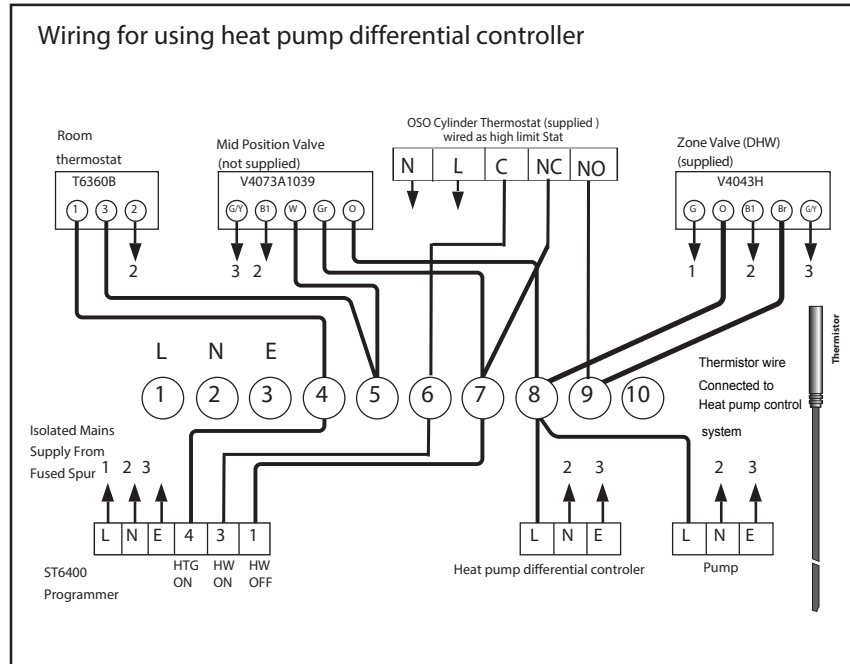 Wiring for using heat pump differential controller
Room
thermostat
T6360B
1 3 2
2
Mid Position Valve
(not supplied)
V4073A1039
G/Y B1 W Gr O
3 2
OSO Cylinder Thermostat (supplied )
wired as high limit Stat
N L C NC NO
Zone Valve (DHW)
(supplied)
V4043H
G O B1 Br G/Y
1 2 3
Thermistor
L N E
1 2 3 4 5 6 7 8 9 10
Thermistor wire
Connected to
Heat pump control
system
Isolated Mains
Supply From
Fused Spur
1 2 3
L N E 4 3 1
HTG
ON
HW
ON
HW
OFF
ST6400
Programmer
2 3
L N E
Heat pump differential controler
2 3
L N E
Pump